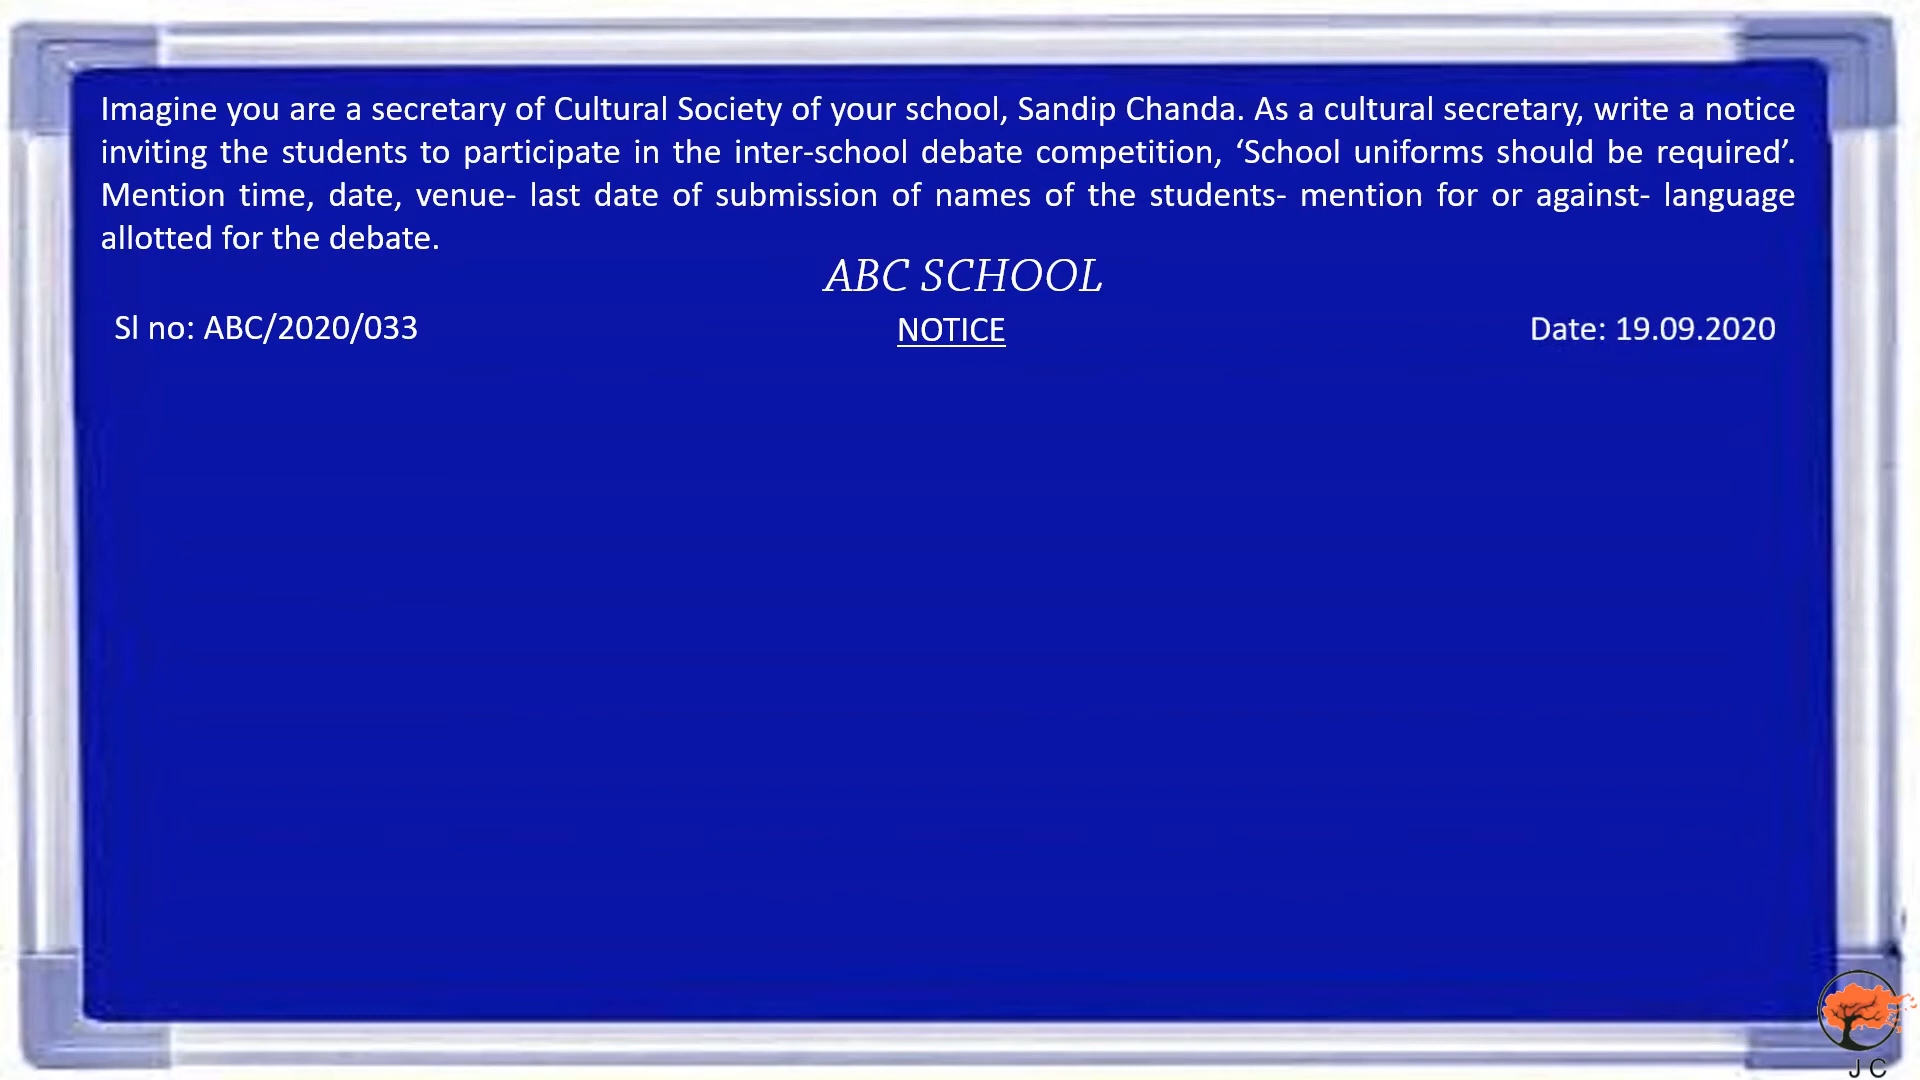 Imagine you are a secretary of Cultural Society of your school, Sandip Chanda. As a cultural secretary, write a notice
inviting the students to participate in the inter-school debate competition, ‘School uniforms should be required’.
Mention time, date, venue- last date of submission of names of the students- mention for or against- language
allotted for the debate.
ABC SCHOOL
Sl no: ABC/2020/033 NOTICE Date: 19.09.2020
J C